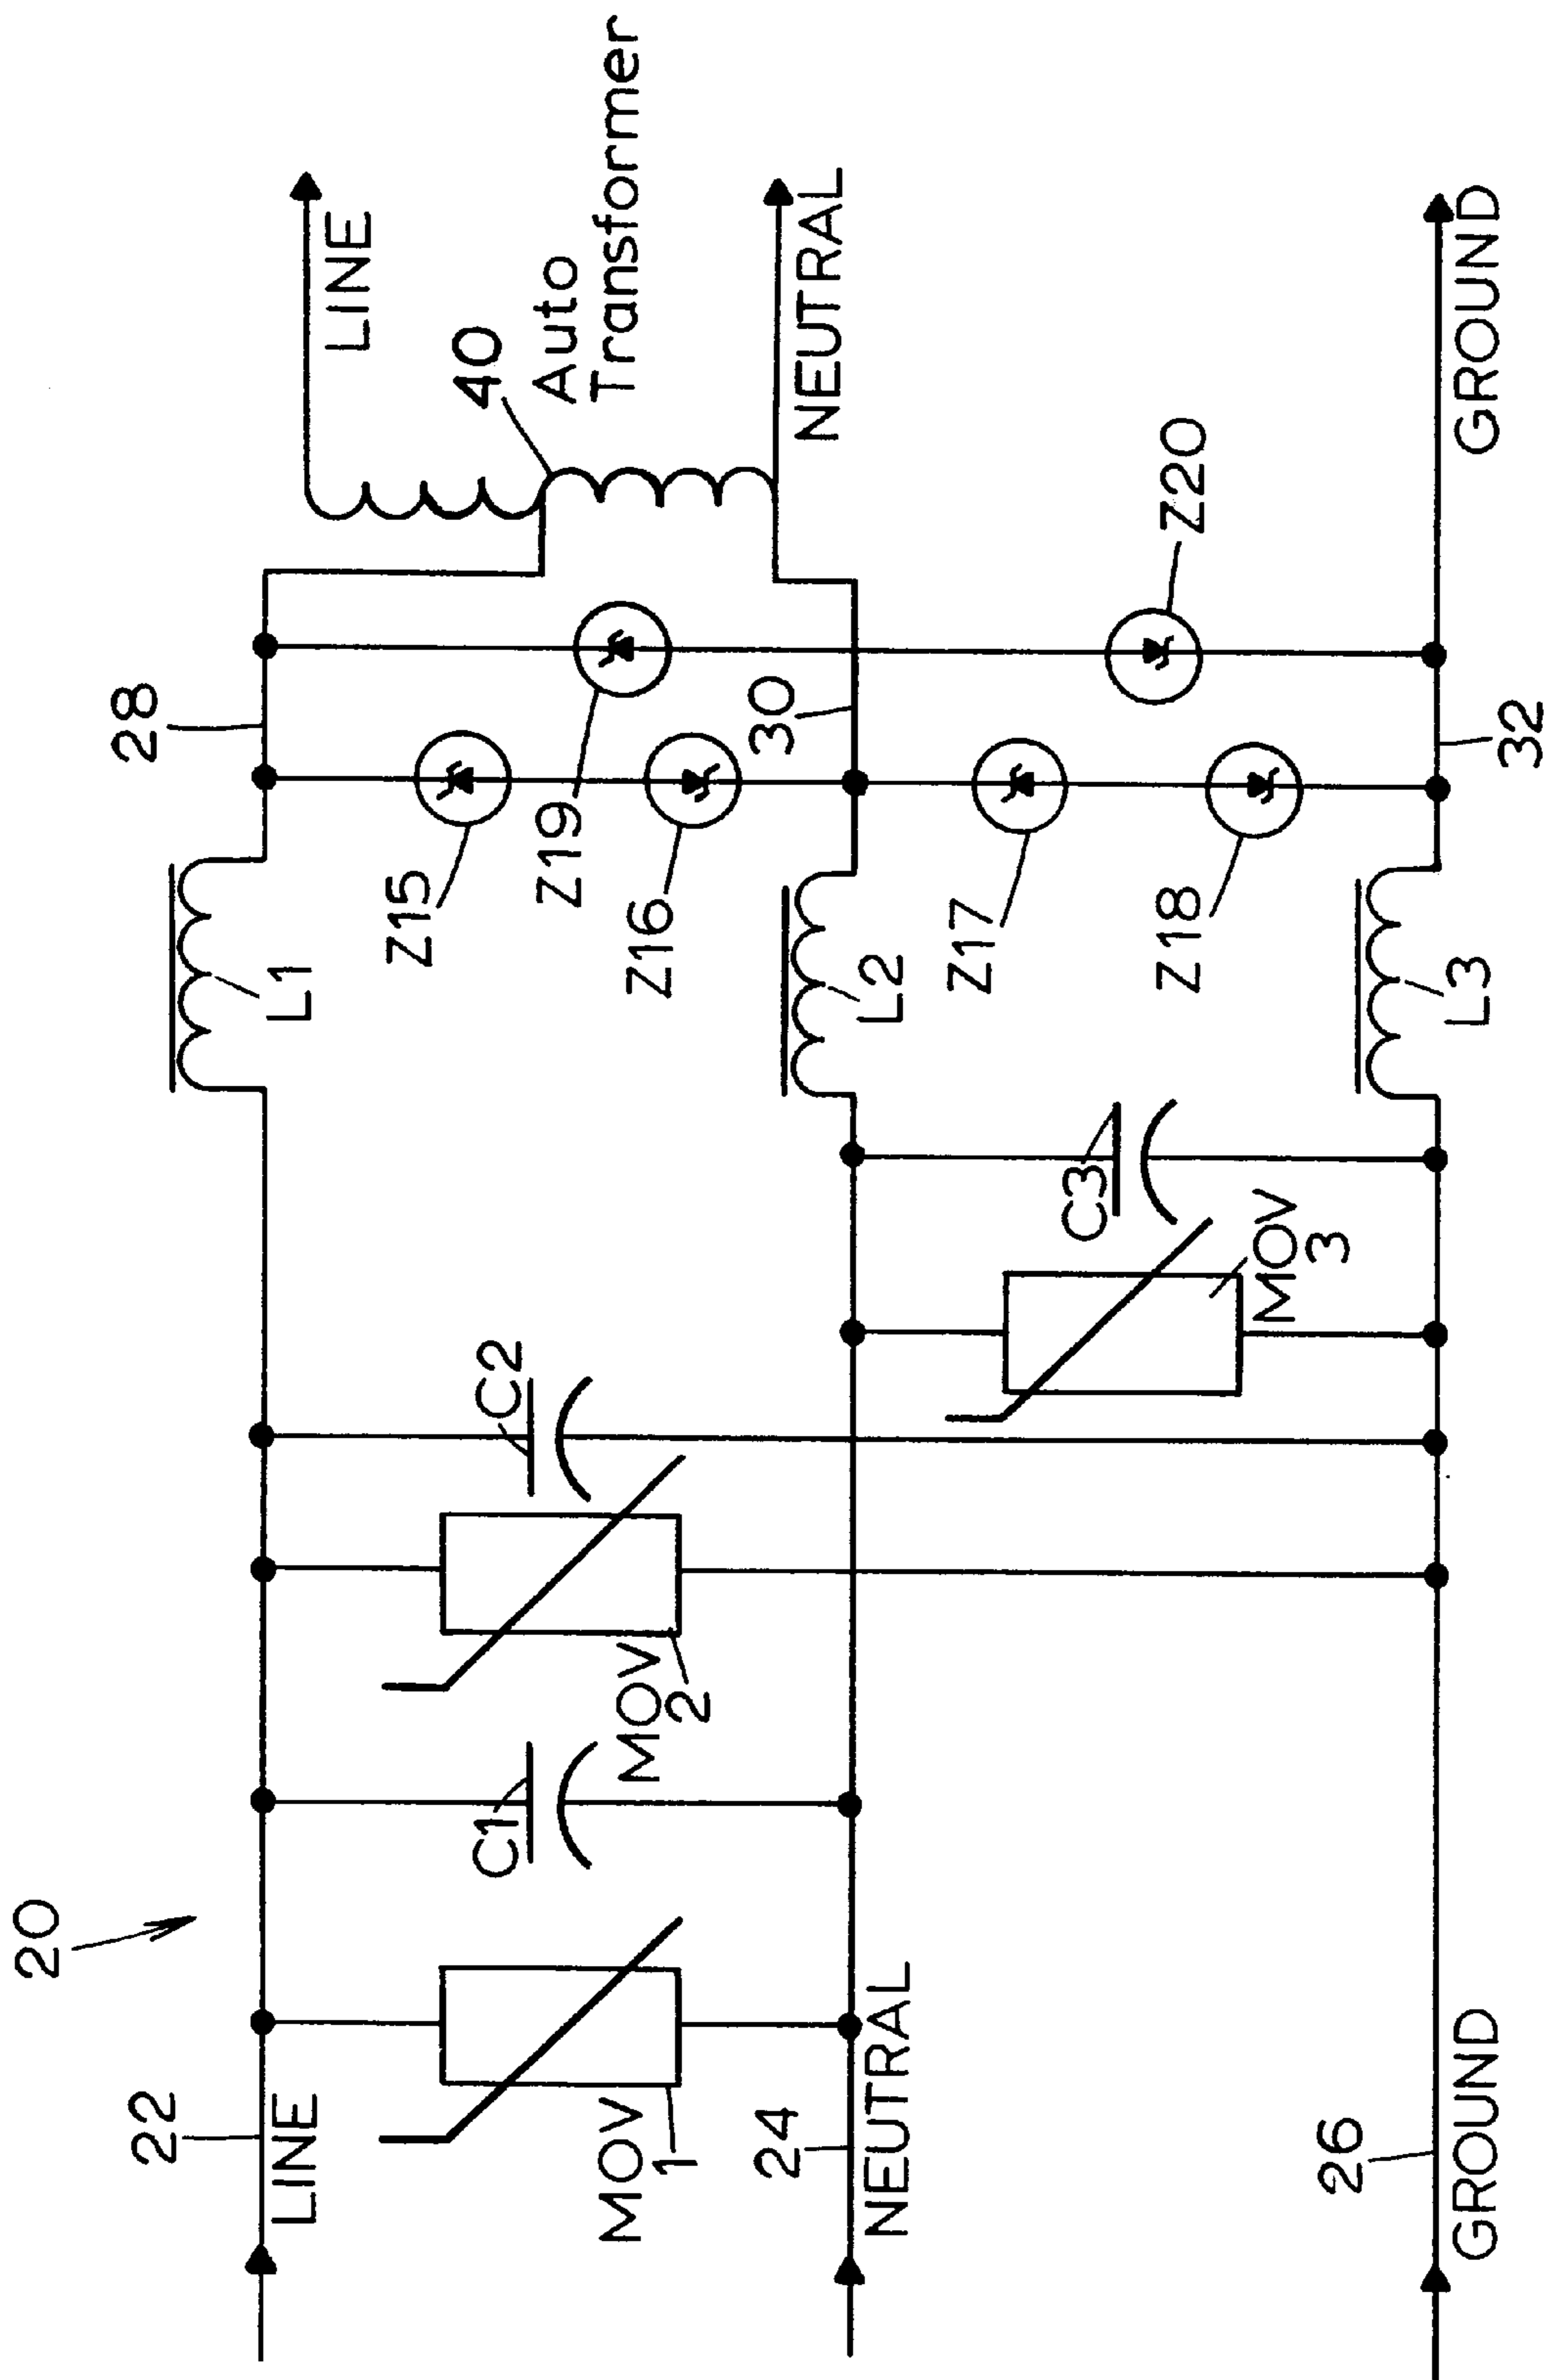 20
22
LINE
MOV
1
C1
MOV
2
C2
L1
28
Z15
Z19
Z16
40
Auto
Transformer
LINE
24
NEUTRAL
L2
30
NEUTRAL
MOV
3
C3
Z17
Z18
Z20
26
GROUND
L3
32
GROUND